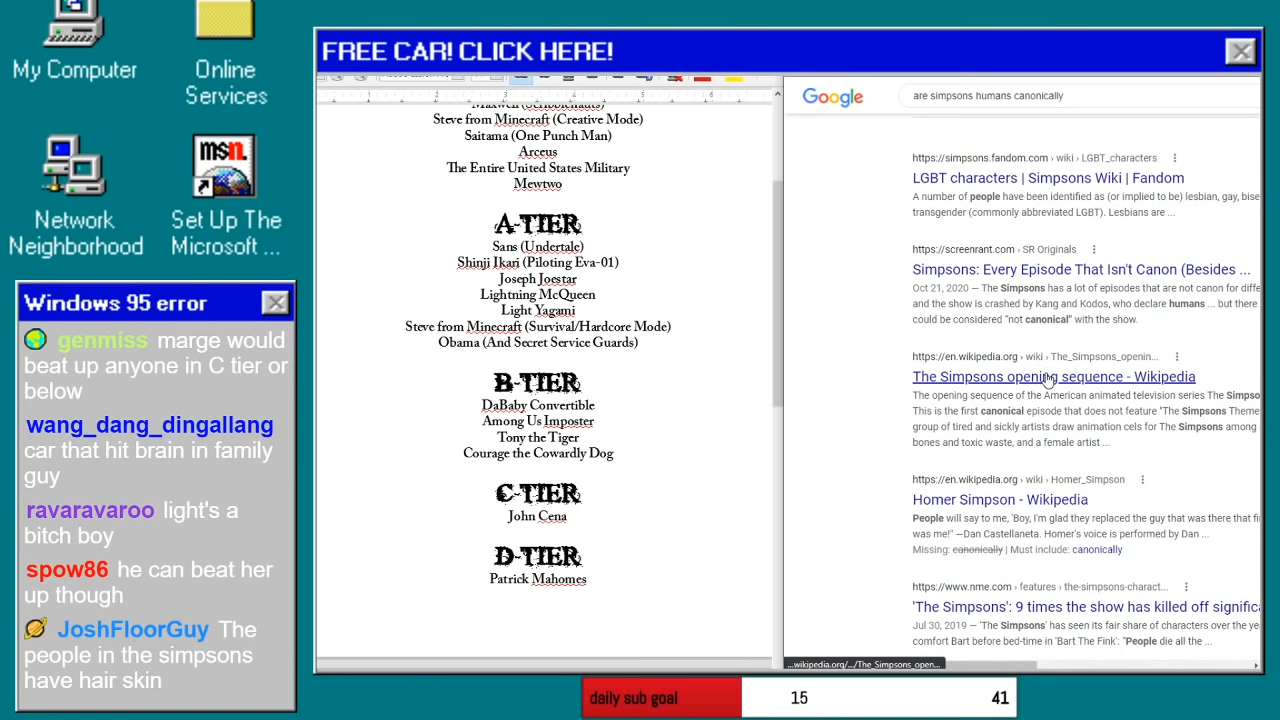 My Computer
Online
Services
Network
Neighborhood
msn
Set Up The
Microsoft ...
Windows 95 error
genmiss marge would
beat up anyone in C tier or
below
wang_dang_dingallang
car that hit brain in family
guy
ravaravaroo light's a
bitch boy
spow86 he can beat her
up though
JoshFloorGuy The
people in the simpsons
have hair skin
FREE CAR! CLICK HERE!
Maxwell (Scribblenauts)
Steve from Minecraft (Creative Mode)
Saitama (One Punch Man)
Arceus
The Entire United States Military
Mewtwo
A-TIER
Sans (Undertale)
Shinji Ikari (Piloting Eva-01)
Joseph Joestar
Lightning McQueen
Light Yagami
Steve from Minecraft (Survival/Hardcore Mode)
Obama (And Secret Service Guards)
B-TIER
DaBaby Convertible
Among Us Imposter
Tony the Tiger
Courage the Cowardly Dog
C-TIER
John Cena
D-TIER
Patrick Mahomes
Google
are simpsons humans canonically
https://simpsons.fandom.com › wiki › LGBT_characters
LGBT characters | Simpsons Wiki | Fandom
A number of people have been identified as (or implied to be) lesbian, gay, bise
transgender (commonly abbreviated LGBT). Lesbians are ...
https://screenrant.com › SR Originals
Simpsons: Every Episode That Isn't Canon (Besides ...
Oct 21, 2020 — The Simpsons has a lot of episodes that are not canon for diffe
and the show is crashed by Kang and Kodos, who declare humans ... but there
could be considered "not canonical" with the show.
https://en.wikipedia.org › wiki › The_Simpsons_openin...
The Simpsons opening sequence - Wikipedia
The opening sequence of the American animated television series The Simpso
This is the first canonical episode that does not feature "The Simpsons Theme
group of tired and sickly artists draw animation cels for The Simpsons among
bones and toxic waste, and a female artist ...
https://en.wikipedia.org › wiki › Homer_Simpson
Homer Simpson - Wikipedia
People will say to me, 'Boy, I'm glad they replaced the guy that was there that fi
was me!" —Dan Castellaneta. Homer's voice is performed by Dan ...
Missing: canonically | Must include: canonically
https://www.nme.com › features › the-simpsons-charact...
'The Simpsons': 9 times the show has killed off signific
Jul 30, 2019 — 'The Simpsons' has seen its fair share of characters over the ye
comfort Bart before bed-time in 'Bart The Fink': "People die all the ...
...wikipedia.org/.../The_Simpsons_open...
daily sub goal
15
41